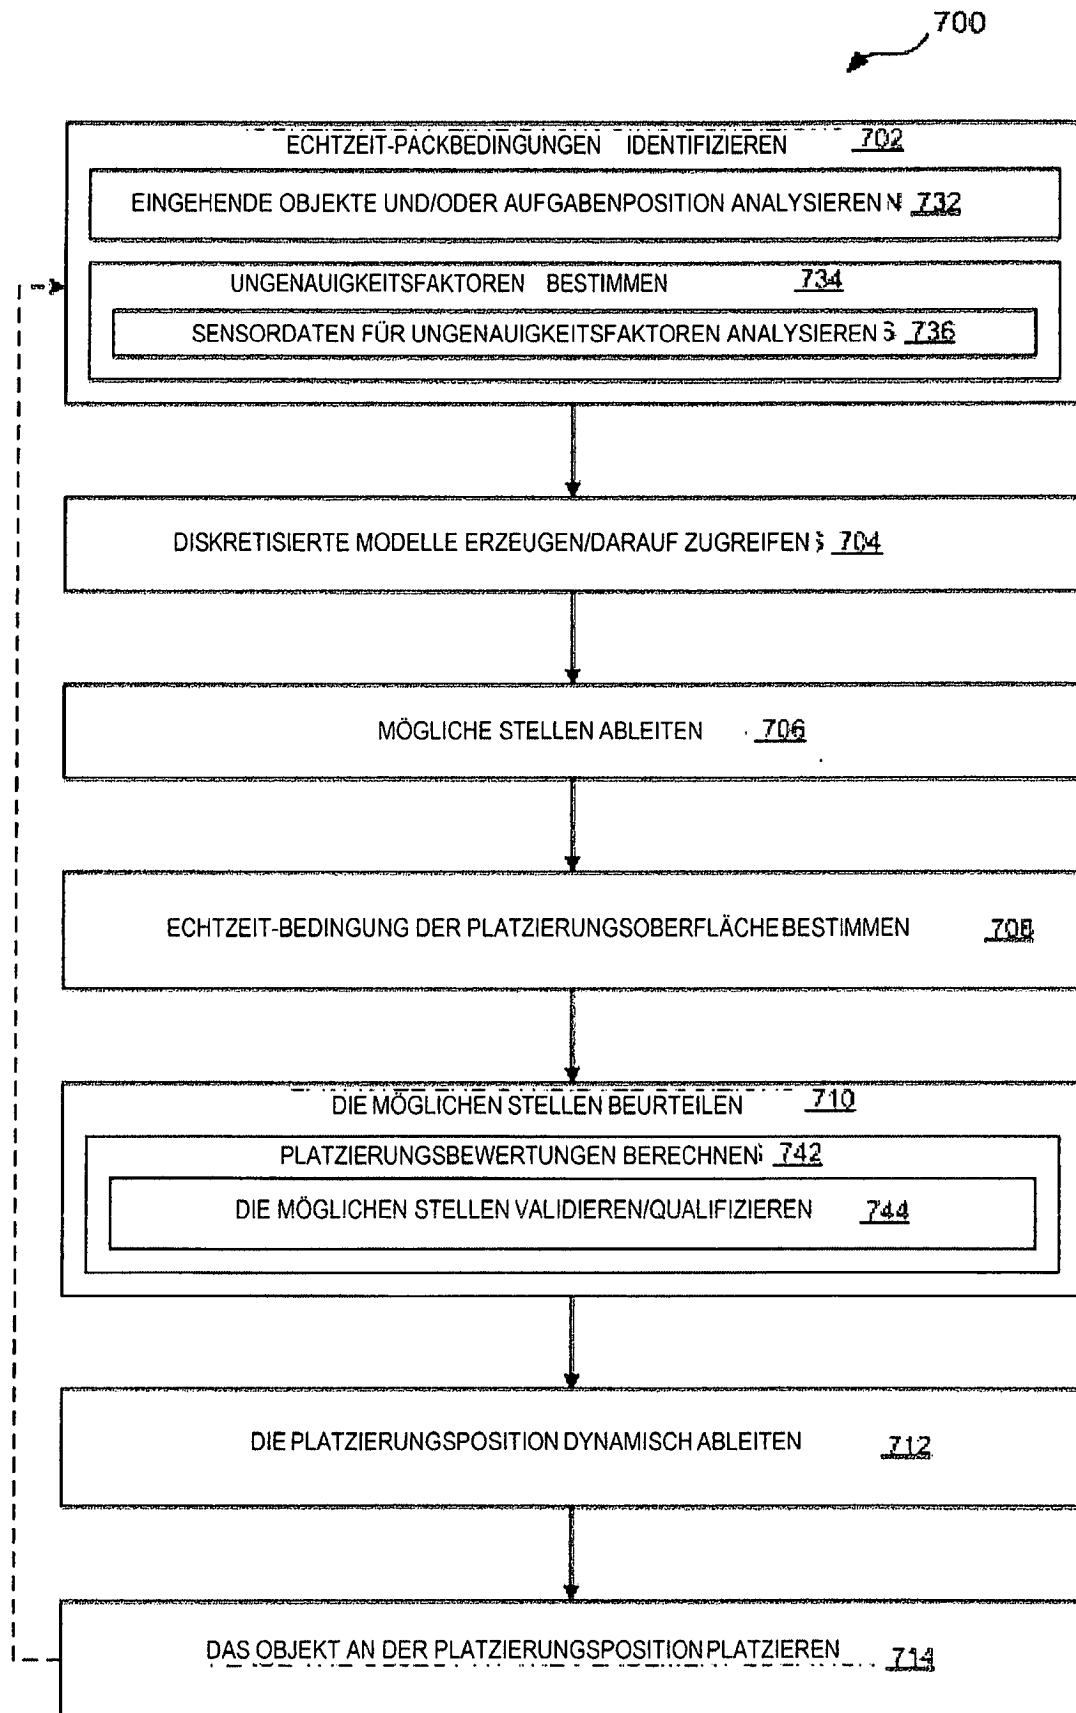 700
ECHTZEIT-PACKBEDINGUNGEN IDENTIFIZIEREN 702
EINGEHENDE OBJEKTE UND/ODER AUFGABENPOSITION ANALYSIEREN 732
UNGENAUIGKEITSFAKTOREN BESTIMMEN 734
SENSORDATEN FÜR UNGENAUIGKEITSFAKTOREN ANALYSIEREN 736
DISKRETISIERTE MODELLE ERZEUGEN/DARAUF ZUGREIFEN 704
MÖGLICHE STELLEN ABLEITEN 706
ECHTZEIT-BEDINGUNG DER PLATZIERUNGSOBERFLÄCHE BESTIMMEN 708
DIE MÖGLICHEN STELLEN BEURTEILEN 710
PLATZIERUNGSBEWERTUNGEN BERECHNEN 742
DIE MÖGLICHEN STELLEN VALIDIEREN/QUALIFIZIEREN 744
DIE PLATZIERUNGSPOSITION DYNAMISCH ABLEITEN 712
DAS OBJEKT AN DER PLATZIERUNGSPOSITION PLATZIEREN 714